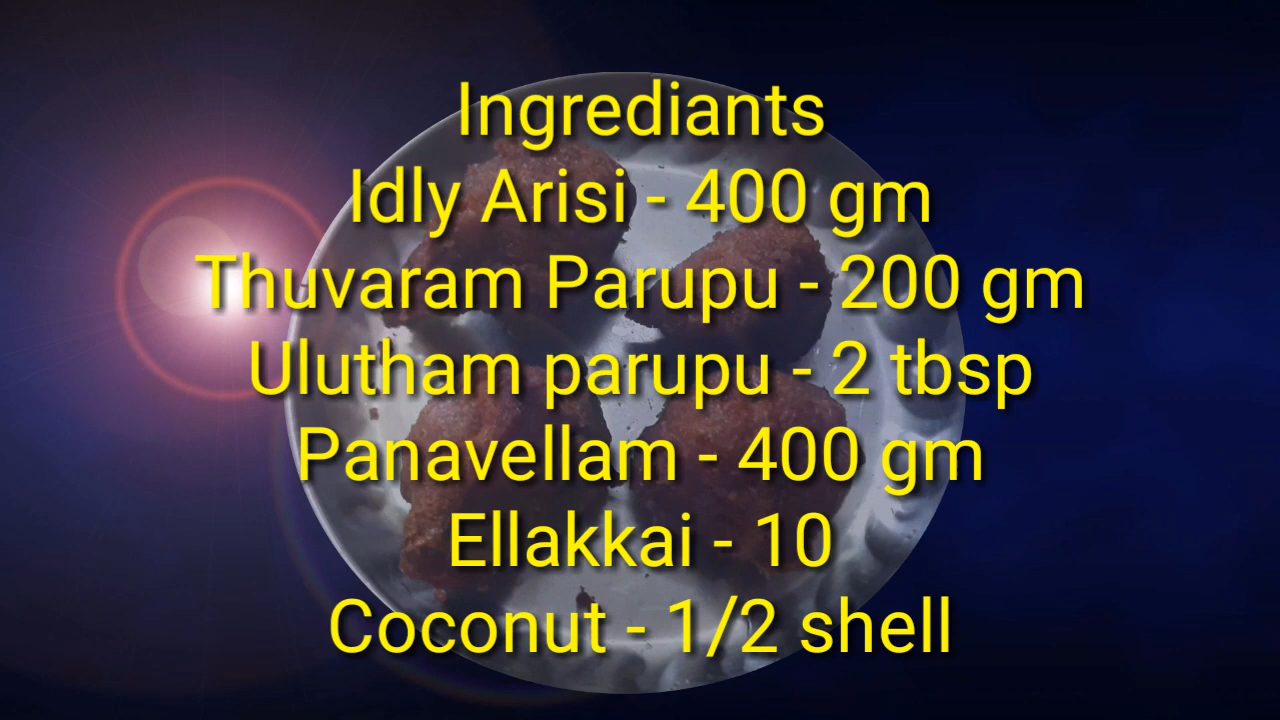 Ingrediants
Idly Arisi - 400 gm
Thuvaram Parupu - 200 gm
Ulutham parupu - 2 tbsp
Panavellam - 400 gm
Ellakkai - 10
Coconut - 1/2 shell